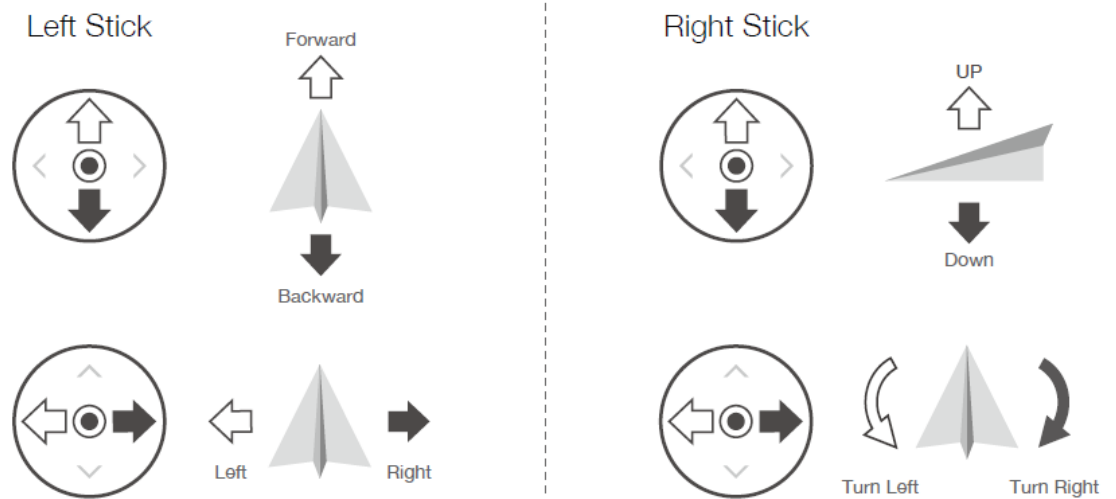 Left Stick
Forward
Backward
Left
Right
Right Stick
UP
Down
Turn Left
Turn Right